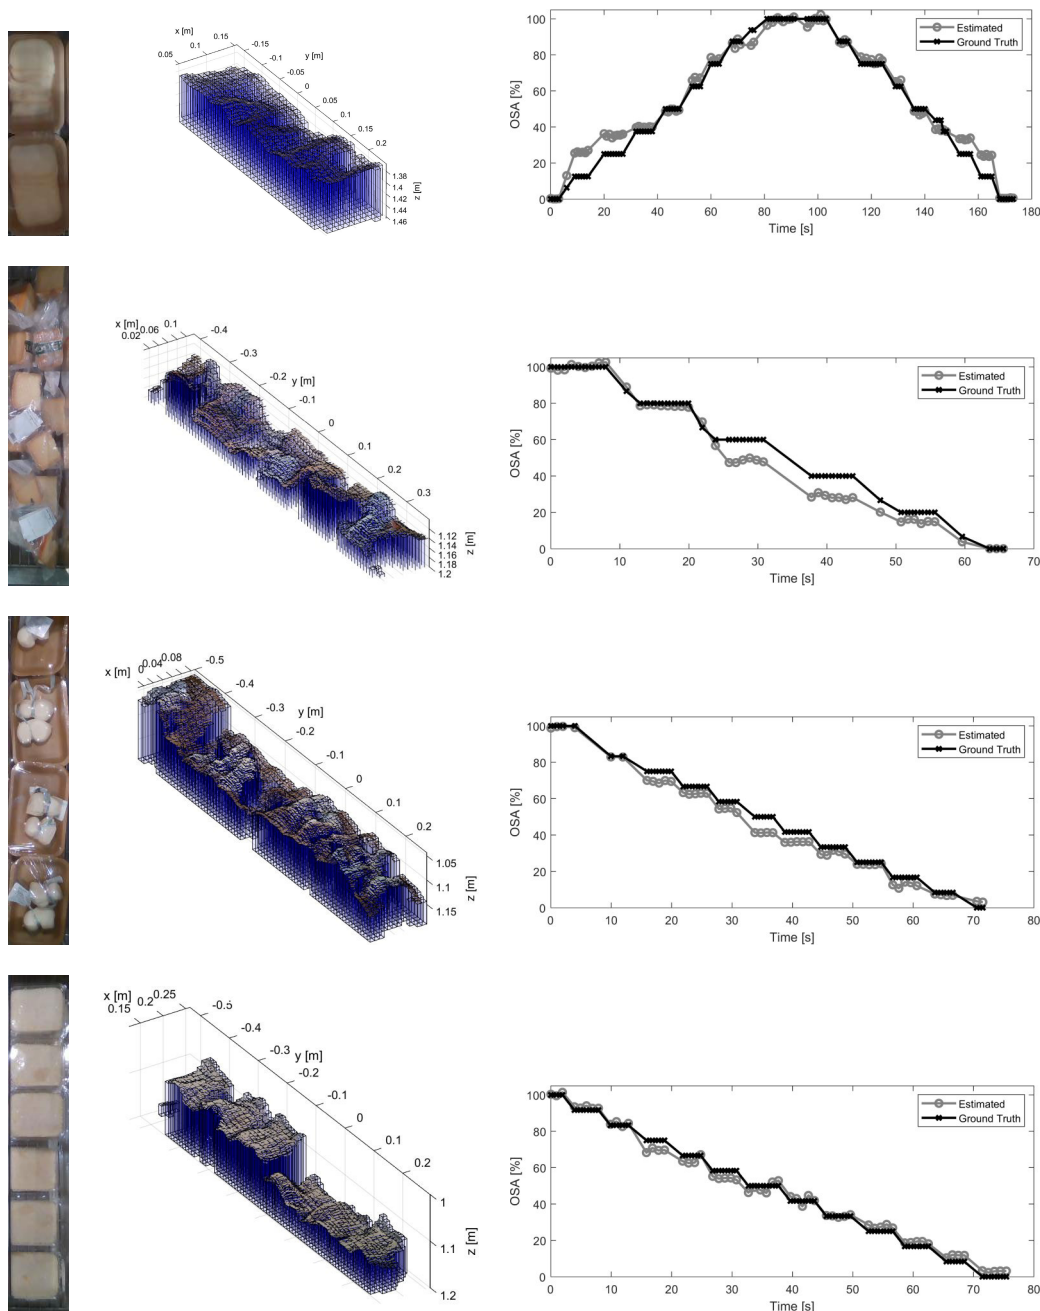 x [m]
0.05
0.1
0.15
-0.15
-0.1
y [m]
-0.05
0
0.05
0.1
0.15
0.2
1.38
1.4
1.42
1.44
1.46
z [m]
100
80
60
40
20
0
OSA [%]
Estimated
Ground Truth
0 20 40 60 80 100 120 140 160 180
Time [s]
x [m]
0.02
0.06
0.1
-0.4
-0.3
-0.2
y [m]
-0.1
0
0.1
0.2
0.3
1.12
1.14
1.16
1.18
1.2
z [m]
100
80
60
40
20
0
OSA [%]
Estimated
Ground Truth
0 10 20 30 40 50 60 70
Time [s]
x [m]
0
0.04
0.08
-0.5
-0.4
-0.3
y [m]
-0.2
-0.1
0
0.1
0.2
1.05
1.1
1.15
z [m]
100
80
60
40
20
0
OSA [%]
Estimated
Ground Truth
0 10 20 30 40 50 60 70 80
Time [s]
x [m]
0.15
0.2
0.25
-0.5
-0.4
-0.3
y [m]
-0.2
-0.1
0
0.1
0.2
1
1.1
1.2
z [m]
100
80
60
40
20
0
OSA [%]
Estimated
Ground Truth
0 10 20 30 40 50 60 70 80
Time [s]